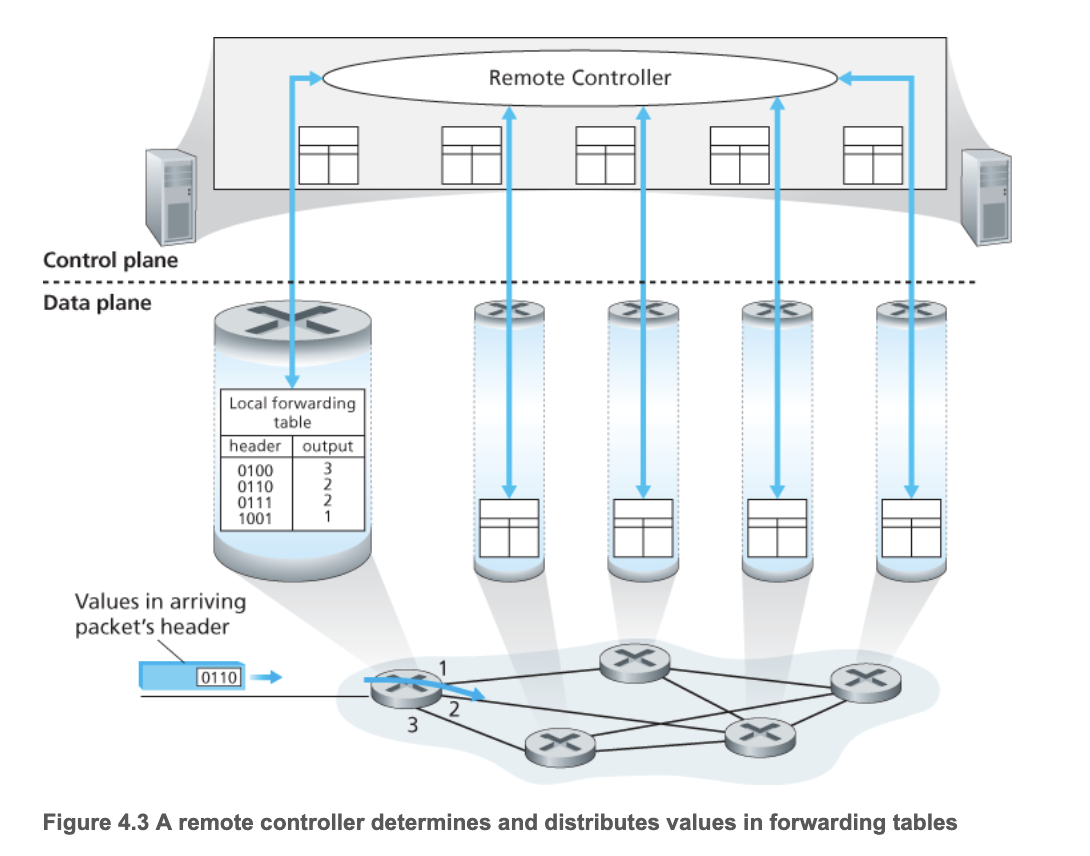 Remote Controller
Control plane
Data plane
Local forwarding
table
header output
0100 3
0110 2
0111 2
1001 1
Values in arriving
packet's header
0110
1
2
3
Figure 4.3 A remote controller determines and distributes values in forwarding tables